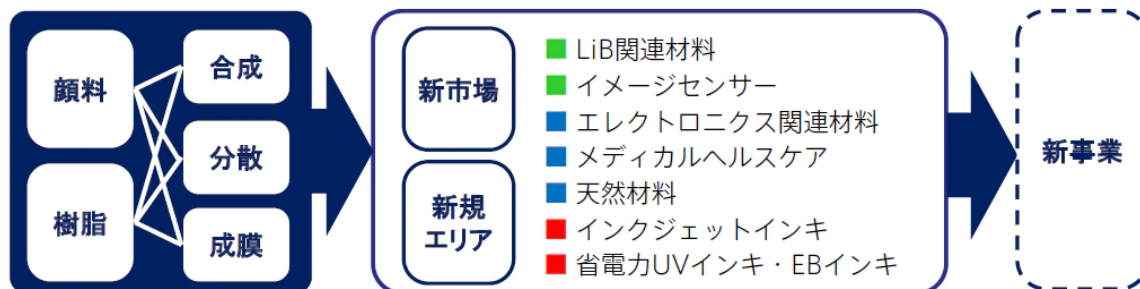 顔料
樹脂
合成
分散
成膜
新市場
新規
エリア
LiB関連材料
イメージセンサー
エレクトロニクス関連材料
メディカルヘルスケア
天然材料
インクジェットインキ
省電力UVインキ・EBインキ
新事業